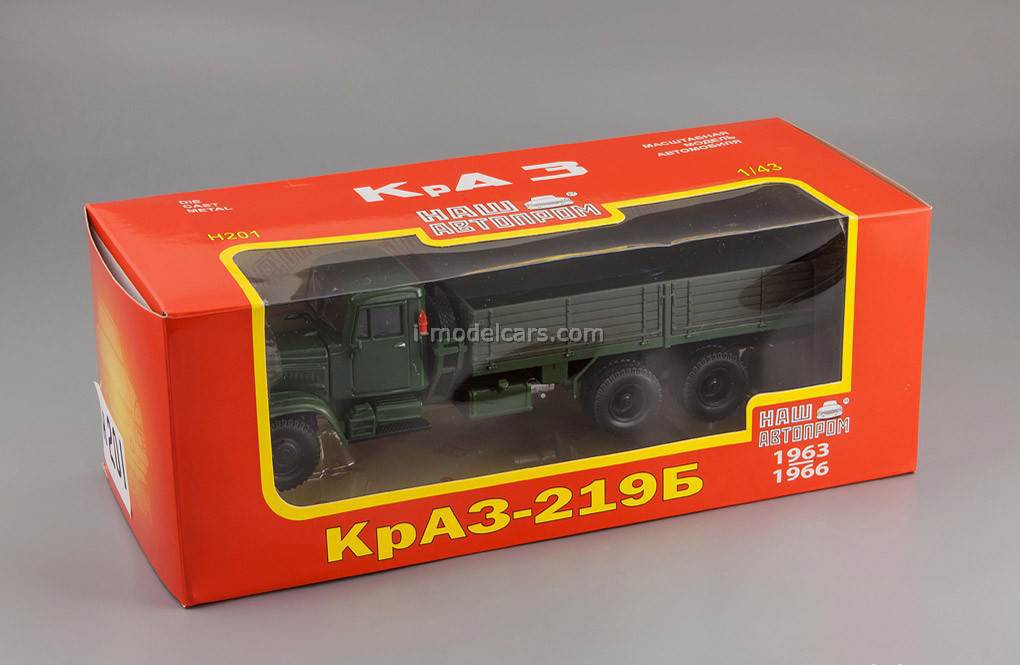 DIE
CAST
METAL
H201
КрАЗ
НАШ
АВТОПРОМ
МАСШТАБНАЯ
МОДЕЛЬ
АВТОМОБИЛЯ
1/43
i-modelcars.com
НАШ
АВТОПРОМ
1963
1966
КрАЗ-219Б
201